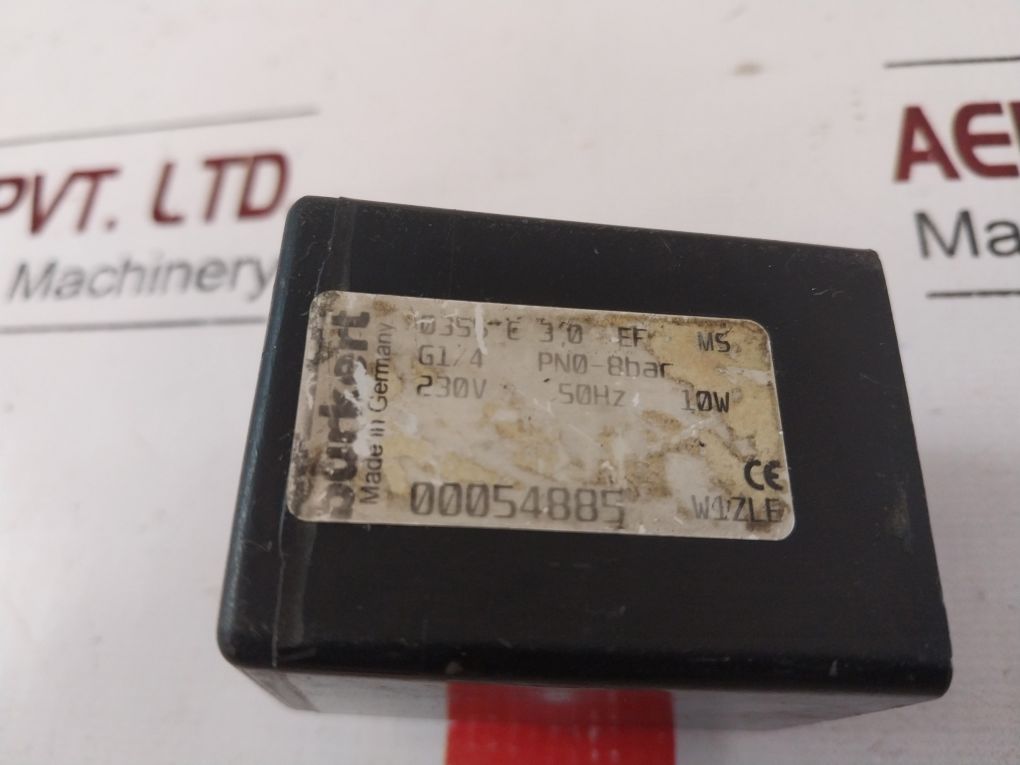 PVT. LTD
Machinery
AE
Ma
burkert
Made in Germany
E 3,0 EF MS
G1/4 PN0-8bar
230V 50Hz 10W
CE
00054885 W1ZLE